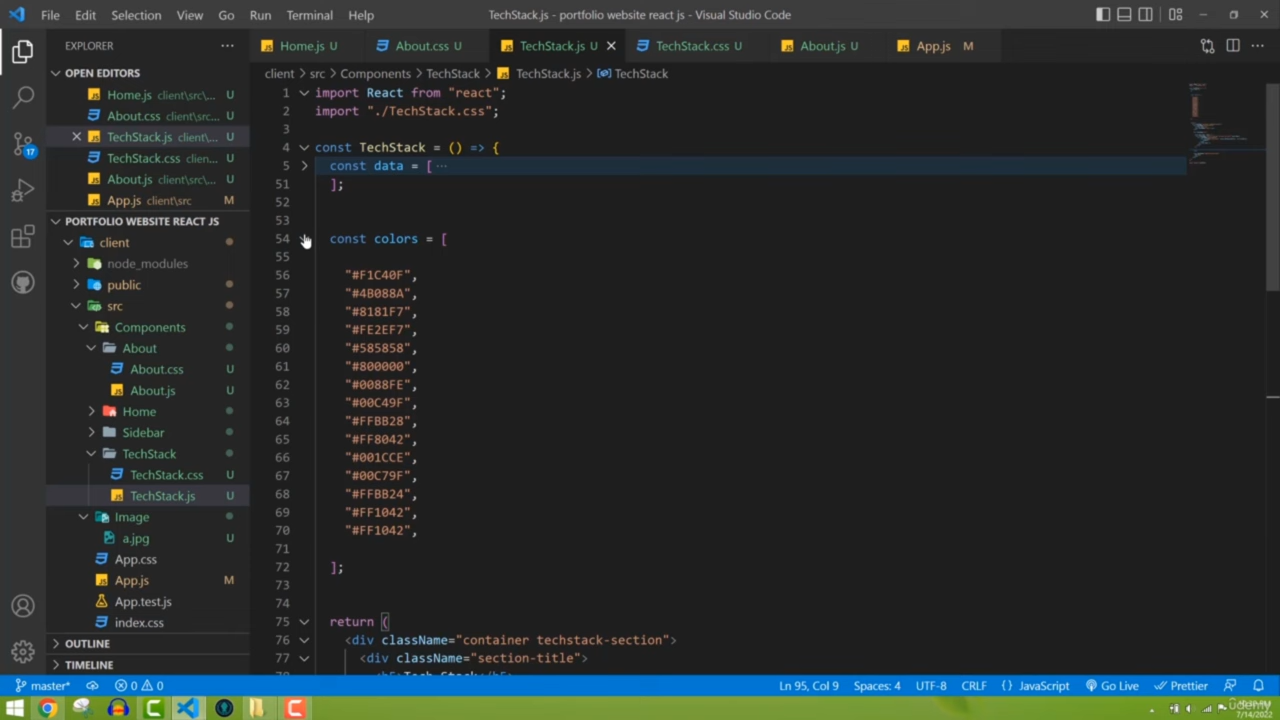 File Edit Selection View Go Run Terminal Help TechStack.js - portfolio website react js - Visual Studio Code
EXPLORER
OPEN EDITORS
Home.js client\src\... U
About.css client\src\... U
TechStack.js client\... U
TechStack.css clien... U
About.js client\src\... U
App.js client\src M
PORTFOLIO WEBSITE REACT JS
client
node_modules
public
src
Components
About
About.css U
About.js U
Home
Sidebar
TechStack
TechStack.css U
TechStack.js U
Image
a.jpg U
App.css
App.js M
App.test.js
index.css
OUTLINE
TIMELINE
17
Home.js U About.css U TechStack.js U TechStack.css U About.js U App.js M
client > src > Components > TechStack > TechStack.js > TechStack
1 import React from "react";
2 import "./TechStack.css";
3
4 const TechStack = () => {
5 const data = [ ...
51 ];
52
53
54 const colors = [
55
56 "#F1C40F",
57 "#4B088A",
58 "#8181F7",
59 "#FE2EF7",
60 "#585858",
61 "#800000",
62 "#0088FE",
63 "#00C49F",
64 "#FFBB28",
65 "#FF8042",
66 "#001CCE",
67 "#00C79F",
68 "#FFBB24",
69 "#FF1042",
70 "#FF1042",
71
72 ];
73
74
75 return (
76 <div className="container techstack-section">
77 <div className="section-title">
master* 0 0 Ln 95, Col 9 Spaces: 4 UTF-8 CRLF {} JavaScript Go Live Prettier
7/14/2022
udemy